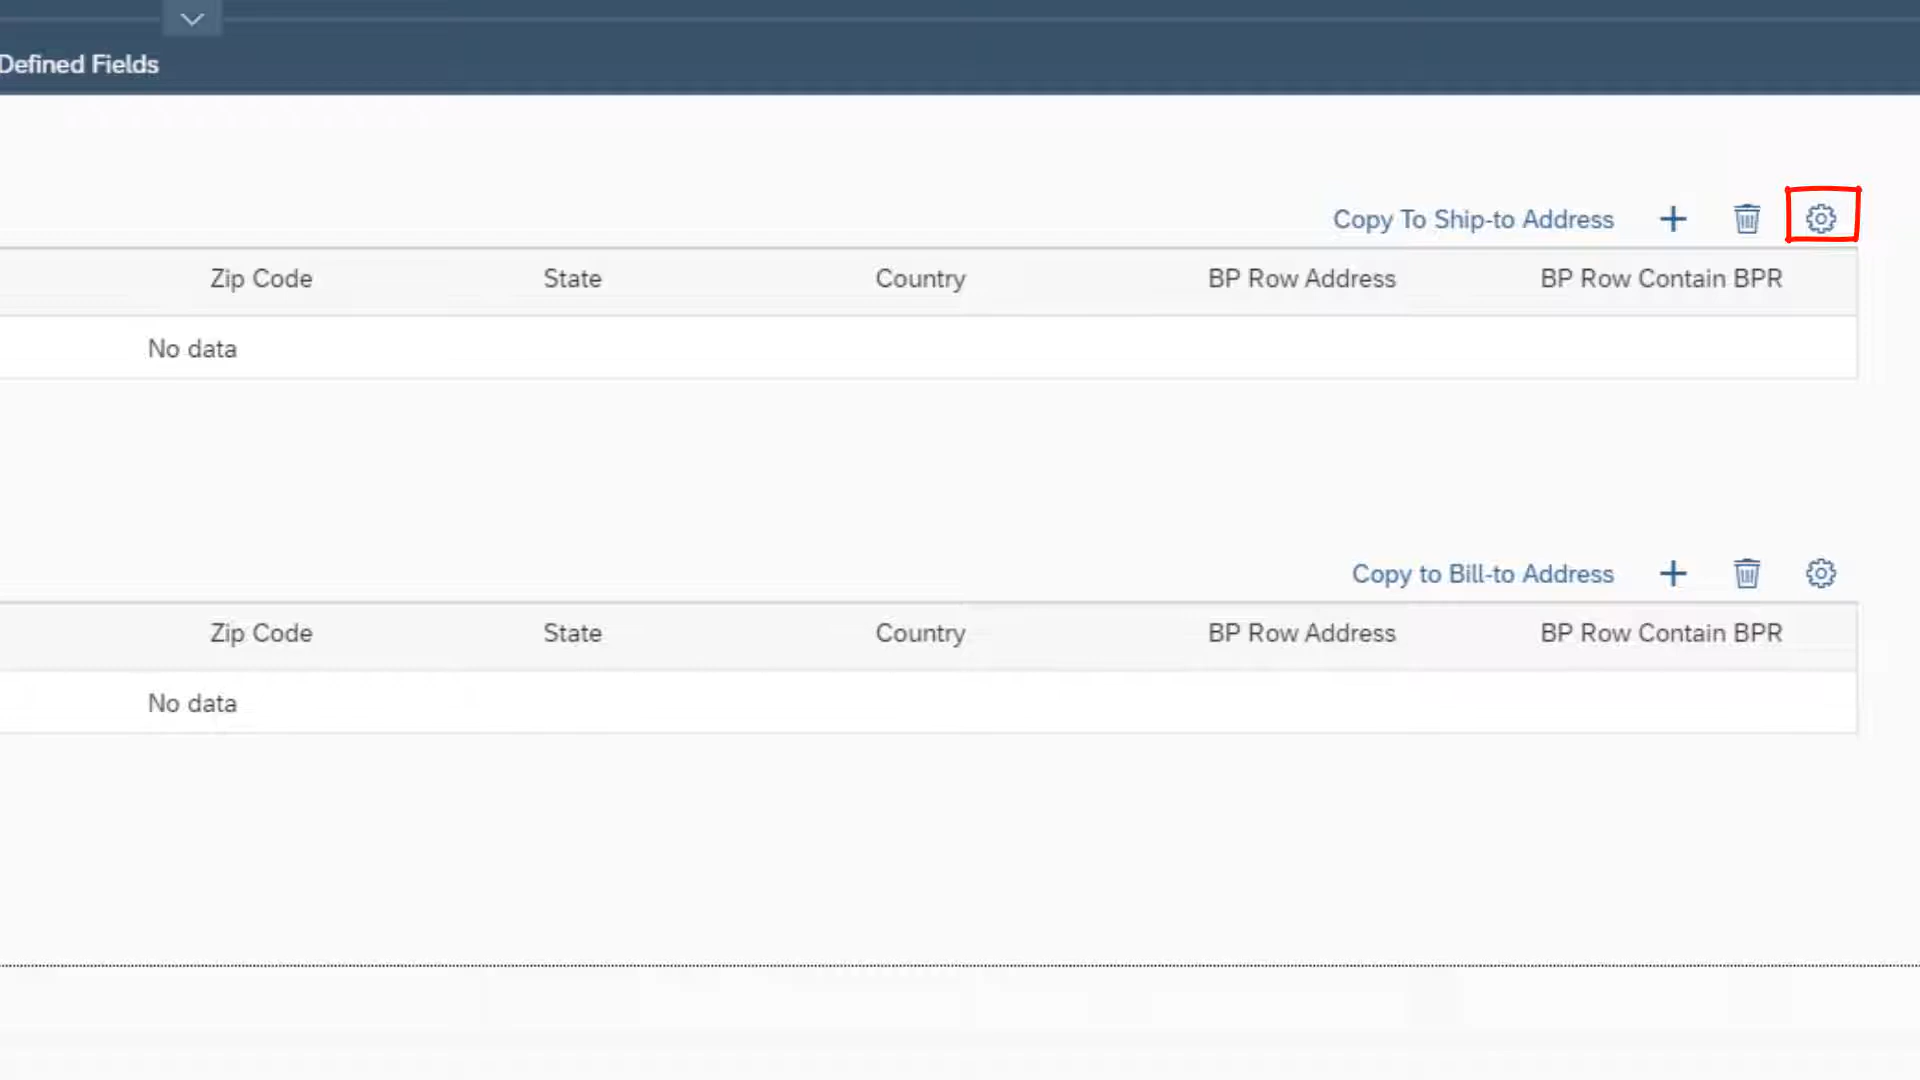 Defined Fields
Copy To Ship-to Address
Zip Code State Country BP Row Address BP Row Contain BPR
No data
Copy to Bill-to Address
Zip Code State Country BP Row Address BP Row Contain BPR
No data